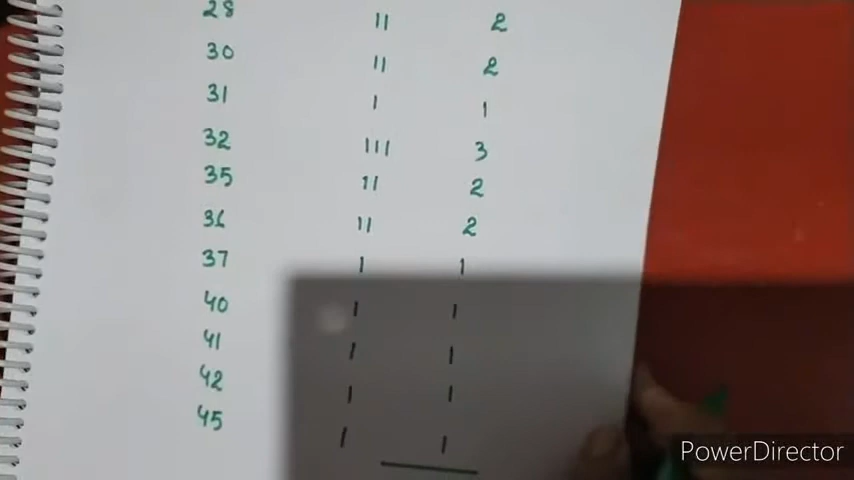 28 11 2
30 11 2
31 1 1
32 111 3
35 11 2
36 11 2
37 1 1
40 1 1
41 1 1
42 1 1
45 1 1
PowerDirector